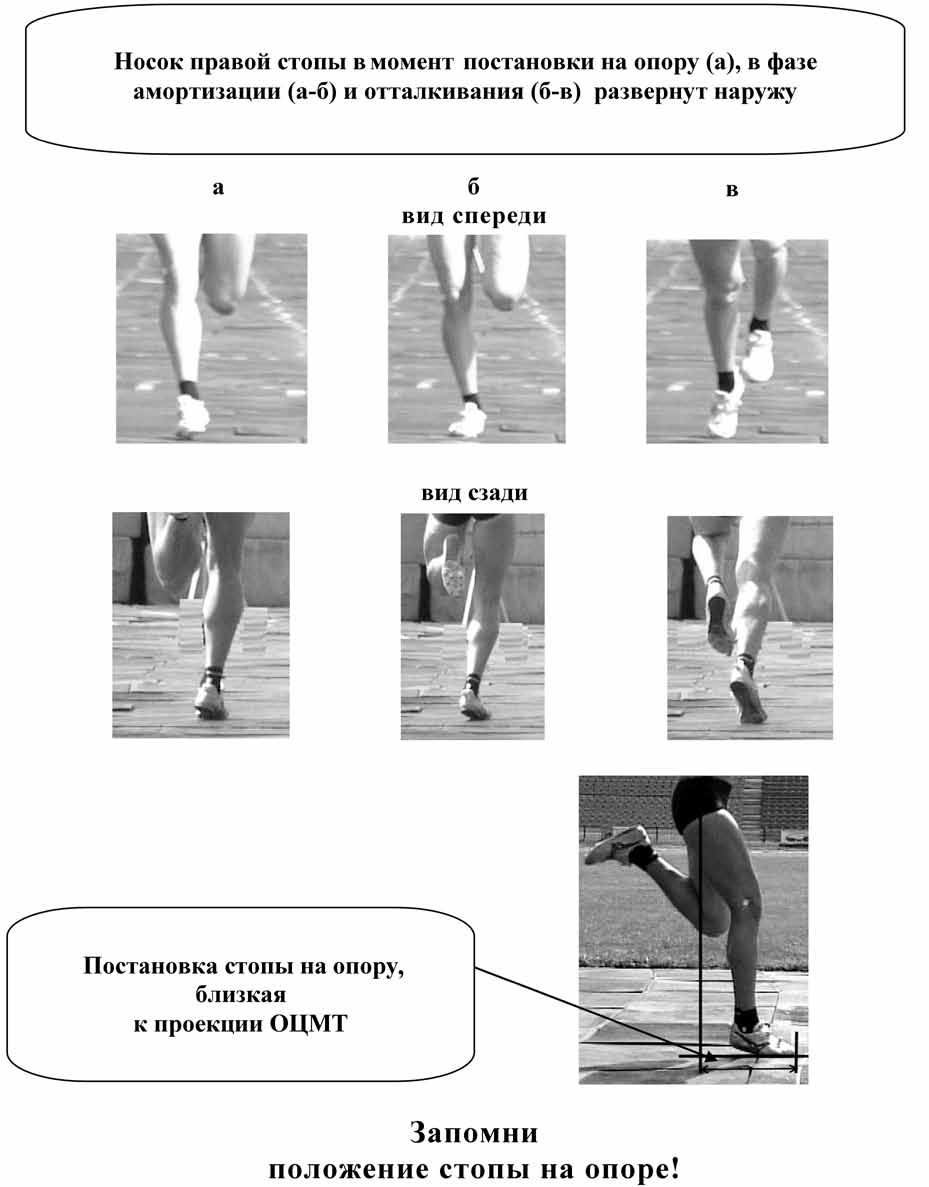 Носок правой стопы в момент постановки на опору (а), в фазе
амортизации (а-б) и отталкивания (б-в) развернут наружу
а б в
вид спереди
вид сзади
Постановка стопы на опору,
близкая
к проекции ОЦМТ
Запомни
положение стопы на опоре!